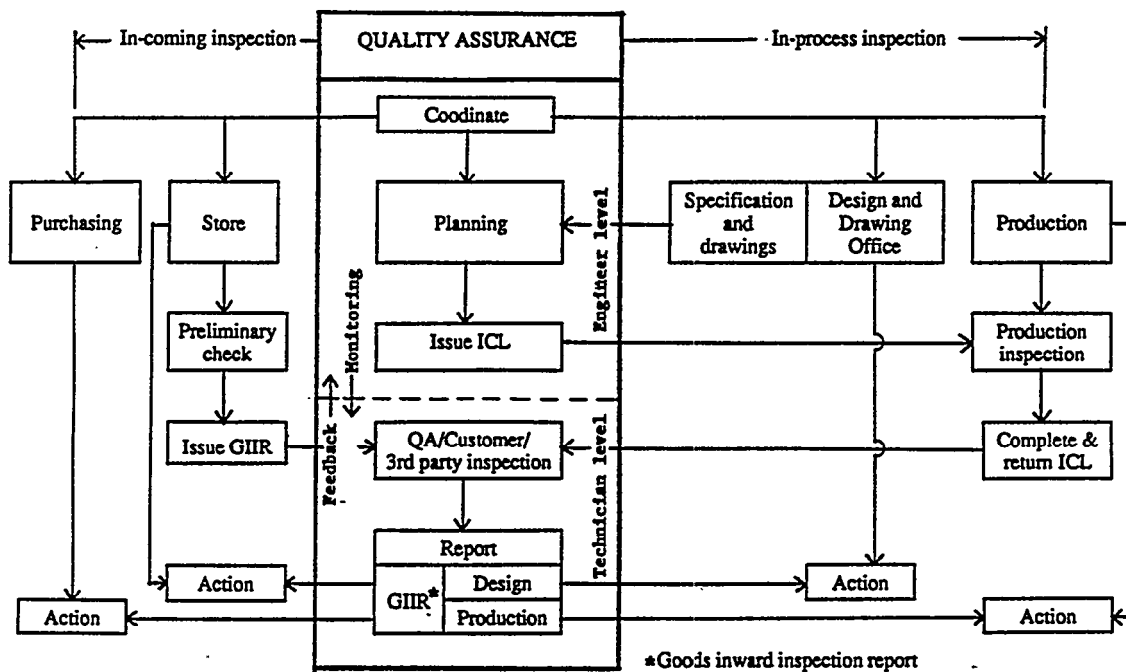 In-coming inspection
QUALITY ASSURANCE
In-process inspection
Coodinate
Purchasing
Store
Planning
Specification
and
drawings
Design and
Drawing
Office
Production
Engineer level
Monitoring
Preliminary
check
Issue ICL
Production
inspection
Feedback
Issue GIIR
QA/Customer/
3rd party inspection
Technician level
Complete &
return ICL
Report
GIIR*
Design
Production
Action
Action
Action
Action
*Goods inward inspection report